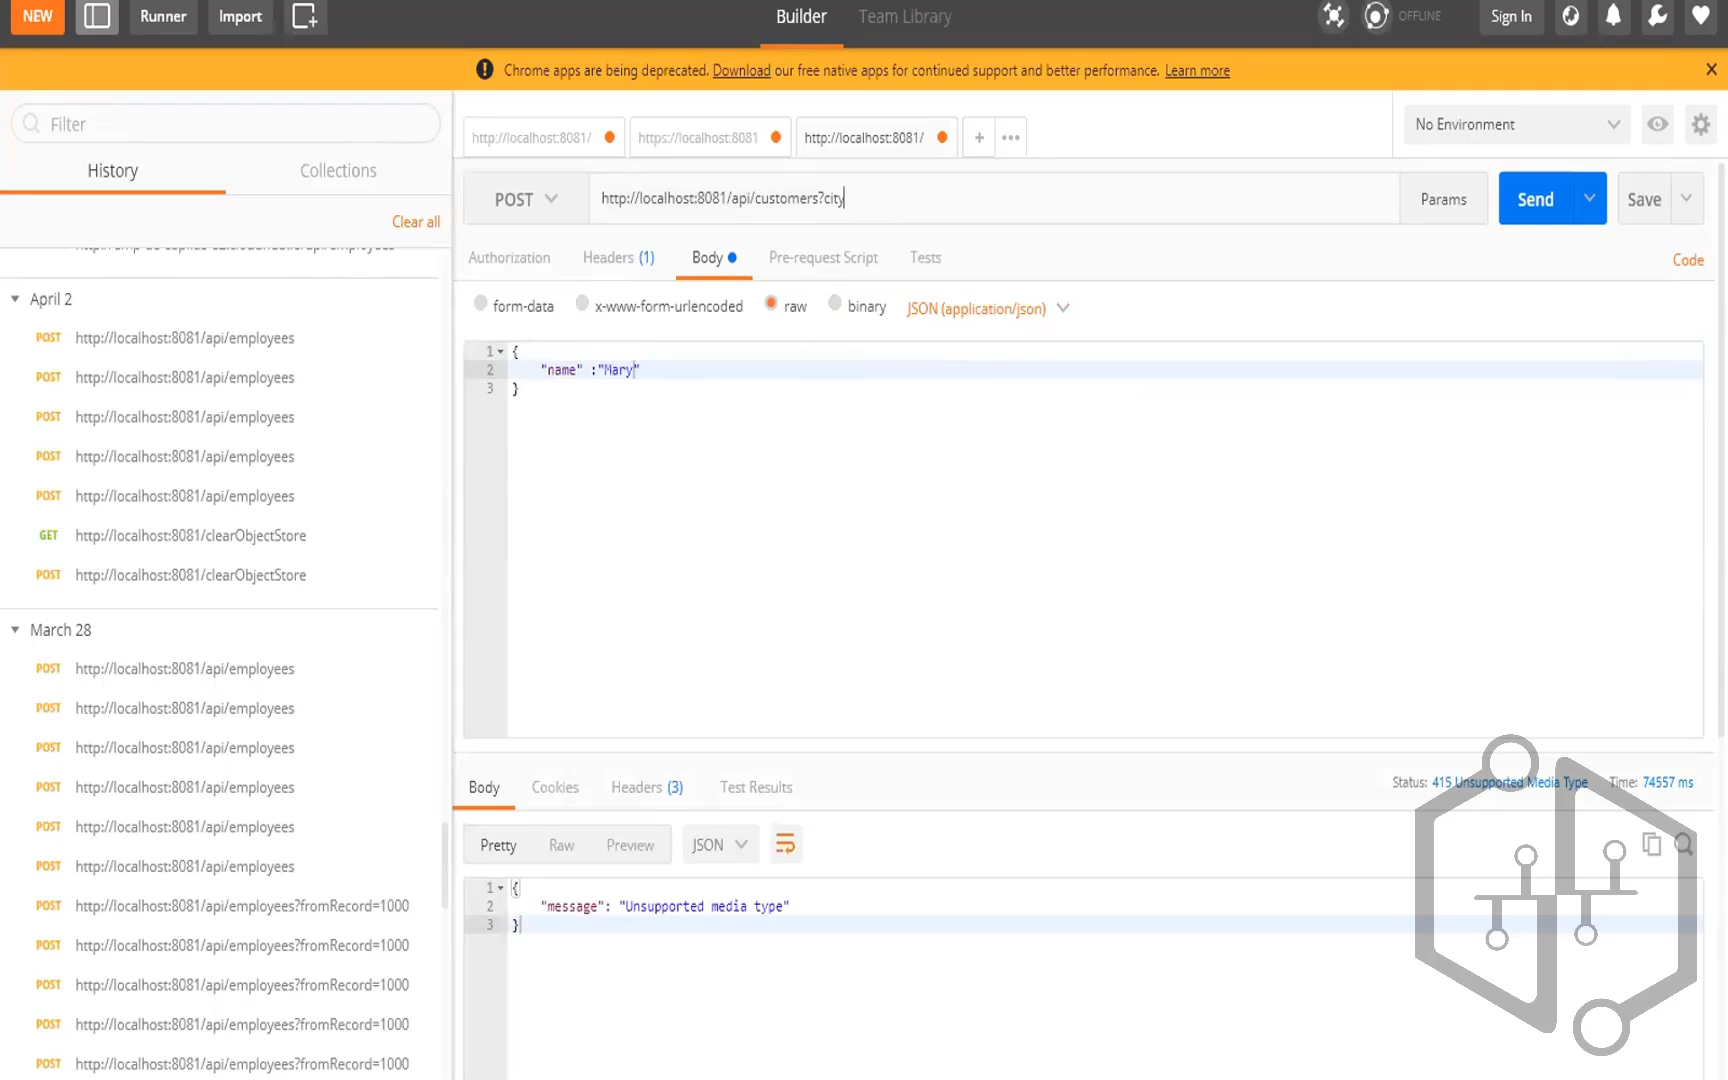 NEW
Runner
Import
Builder
Team Library
OFFLINE
Sign In
Chrome apps are being deprecated. Download our free native apps for continued support and better performance. Learn more
Filter
History
Collections
Clear all
April 2
POST http://localhost:8081/api/employees
POST http://localhost:8081/api/employees
POST http://localhost:8081/api/employees
POST http://localhost:8081/api/employees
POST http://localhost:8081/api/employees
GET http://localhost:8081/clearObjectStore
POST http://localhost:8081/clearObjectStore
March 28
POST http://localhost:8081/api/employees
POST http://localhost:8081/api/employees
POST http://localhost:8081/api/employees
POST http://localhost:8081/api/employees
POST http://localhost:8081/api/employees
POST http://localhost:8081/api/employees
POST http://localhost:8081/api/employees?fromRecord=1000
POST http://localhost:8081/api/employees?fromRecord=1000
POST http://localhost:8081/api/employees?fromRecord=1000
POST http://localhost:8081/api/employees?fromRecord=1000
POST http://localhost:8081/api/employees?fromRecord=1000
http://localhost:8081/
https://localhost:8081
http://localhost:8081/
No Environment
POST
http://localhost:8081/api/customers?city
Params
Send
Save
Authorization
Headers (1)
Body
Pre-request Script
Tests
Code
form-data
x-www-form-urlencoded
raw
binary
JSON (application/json)
1 {
2 "name" :"Mary"
3 }
Body
Cookies
Headers (3)
Test Results
Status: 415 Unsupported Media Type
Time: 74557 ms
Pretty
Raw
Preview
JSON
1 {
2 "message": "Unsupported media type"
3 }